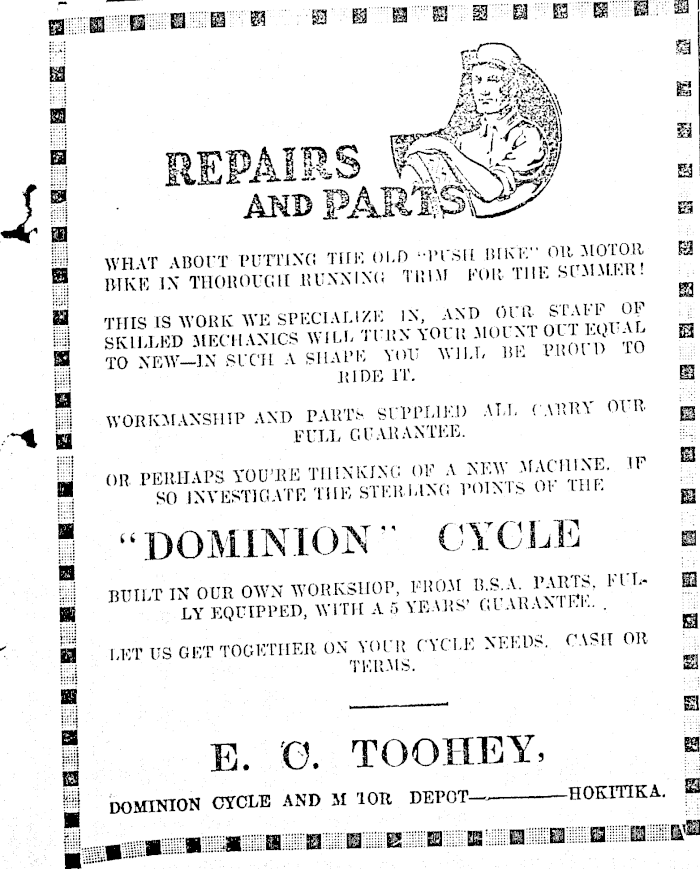 REPAIRS
AND PARTS
WHAT ABOUT PUTTING THE OLD "PUSH BIKE" OR MOTOR
BIKE IN THOROUGH RUNNING TRIM FOR THE SUMMER!
THIS IS WORK WE SPECIALIZE IN, AND OUR STAFF OF
SKILLED MECHANICS WILL TURN YOUR MOUNT OUT EQUAL
TO NEW—IN SUCH A SHAPE YOU WILL BE PROUD TO
RIDE IT.
WORKMANSHIP AND PARTS SUPPLIED ALL CARRY OUR
FULL GUARANTEE.
OR PERHAPS YOU'RE THINKING OF A NEW MACHINE. IF
SO INVESTIGATE THE STERLING POINTS OF THE
"DOMINION" CYCLE
BUILT IN OUR OWN WORKSHOP, FROM B.S.A. PARTS, FUL-
LY EQUIPPED, WITH A 5 YEARS' GUARANTEE.
LET US GET TOGETHER ON YOUR CYCLE NEEDS. CASH OR
TERMS.
E. C. TOOHEY,
DOMINION CYCLE AND M TOR DEPOT————HOKITIKA.